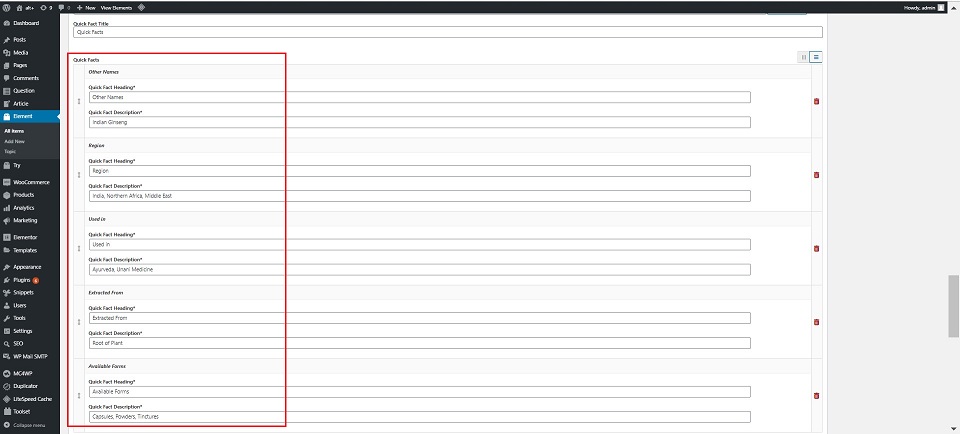 alt+ 9 0 New View Elements
Howdy, admin
Dashboard
Posts
Media
Pages
Comments
Question
Article
Element
All items
Add New
Topic
Try
WooCommerce
Products
Analytics
Marketing
Elementor
Templates
Appearance
Plugins
Snippets
Users
Tools
Settings
SEO
WP Mail SMTP
MC4WP
Duplicator
LiteSpeed Cache
Toolset
Collapse menu
Quick Fact Title
Quick Facts
Quick Facts
Other Names
Quick Fact Heading*
Other Names
Quick Fact Description*
Indian Ginseng
Region
Quick Fact Heading*
Region
Quick Fact Description*
India, Northern Africa, Middle East
Used in
Quick Fact Heading*
Used in
Quick Fact Description*
Ayurveda, Unani Medicine
Extracted From
Quick Fact Heading*
Extracted From
Quick Fact Description*
Root of Plant
Available Forms
Quick Fact Heading*
Available Forms
Quick Fact Description*
Capsules, Powders, Tinctures